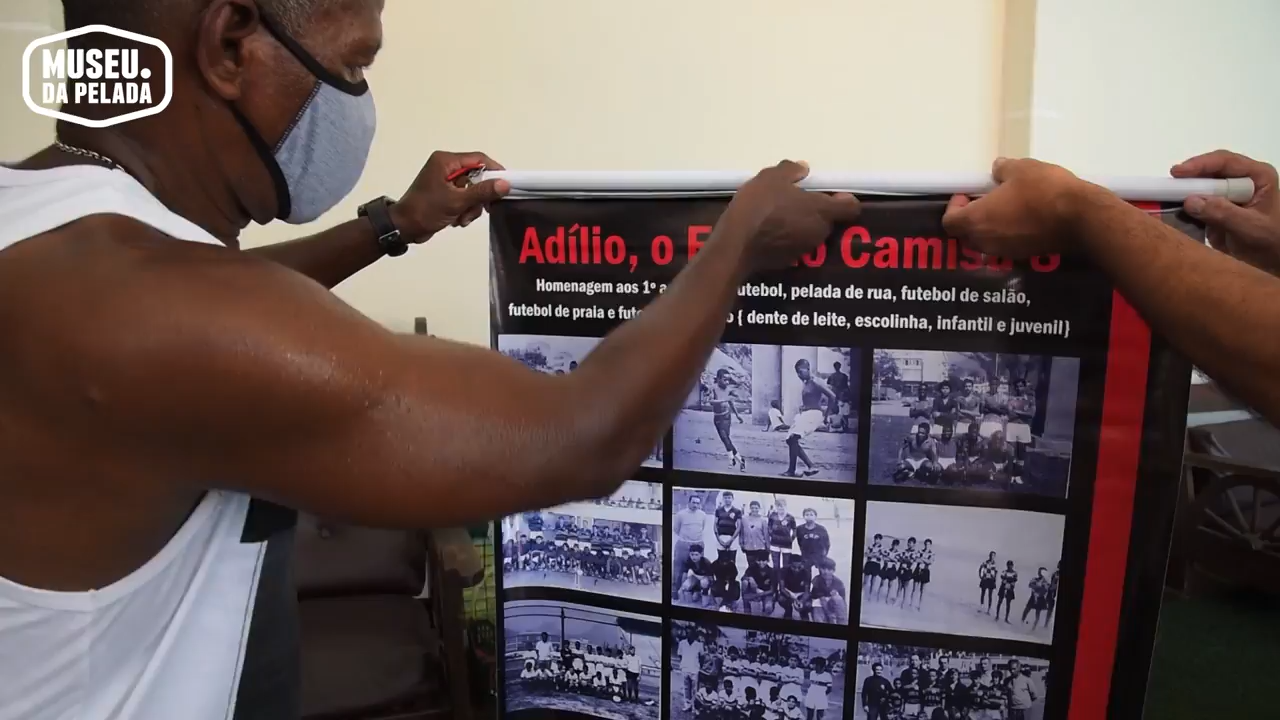 MUSEU.
DA PELADA
Adílio, o Camisa 8
Homenagem aos 1º futebol, pelada de rua, futebol de salão,
futebol de praia e { dente de leite, escolinha, infantil e juvenil}